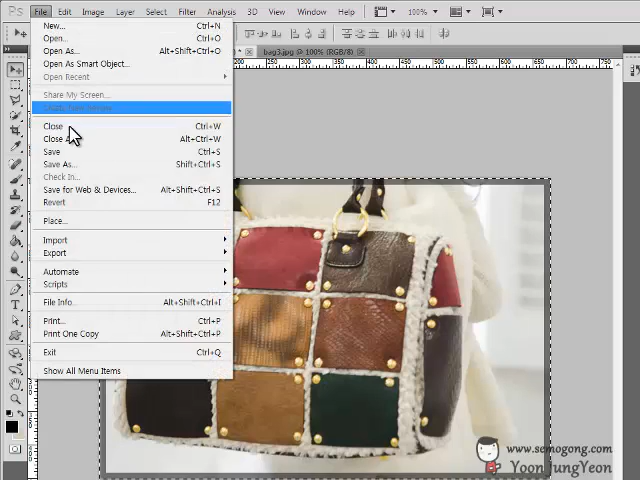 Ps File Edit Image Layer Select Filter Analysis 3D View Window Help 100%
bag3.jpg @ 100% (RGB/8)
New... Ctrl+N
Open... Ctrl+O
Open As... Alt+Shift+Ctrl+O
Open As Smart Object...
Open Recent
Share My Screen...
Close Ctrl+W
Close Alt+Ctrl+W
Save Ctrl+S
Save As... Shift+Ctrl+S
Check In...
Save for Web & Devices... Alt+Shift+Ctrl+S
Revert F12
Place...
Import
Export
Automate
Scripts
File Info... Alt+Shift+Ctrl+I
Print... Ctrl+P
Print One Copy Alt+Shift+Ctrl+P
Exit Ctrl+Q
Show All Menu Items
www.semogong.com
Yoon JungYeon